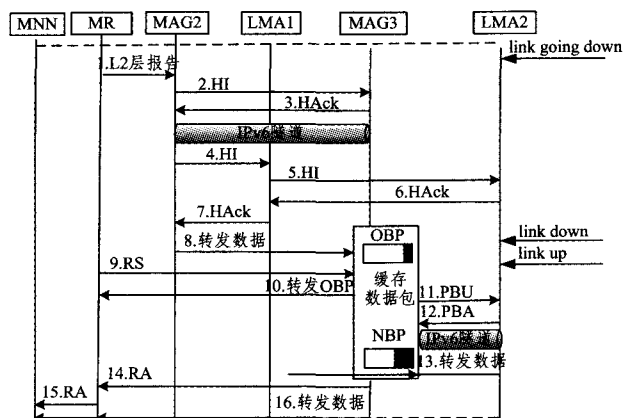 MNN MR MAG2 LMA1 MAG3 LMA2
link going down
1.L2层报告
2.HI
3.HAck
IPv6隧道
4.HI
5.HI
6.HAck
7.HAck
8.转发数据
OBP
link down
9.RS
link up
缓存
数据包
10.转发OBP
11.PBU
12.PBA
NBP
IPv6隧道
13.转发数据
14.RA
15.RA
16.转发数据